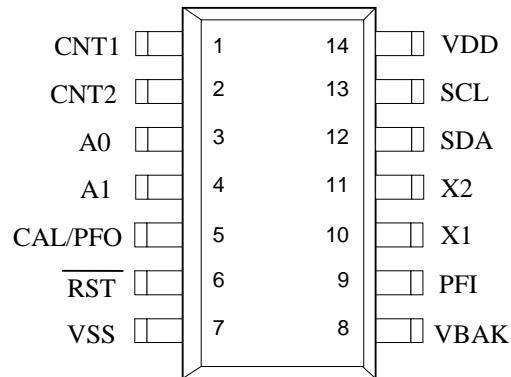 CNT1 1 14 VDD
CNT2 2 13 SCL
A0 3 12 SDA
A1 4 11 X2
CAL/PFO 5 10 X1
R̅S̅T̅ 6 9 PFI
VSS 7 8 VBAK